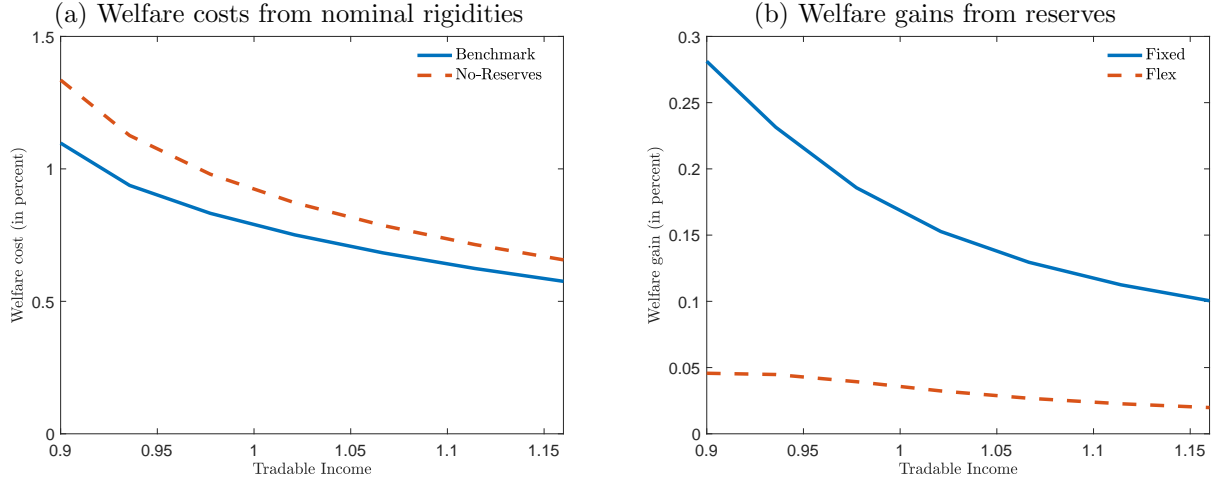 (a) Welfare costs from nominal rigidities
1.5
1
0.5
0
Welfare cost (in percent)
Benchmark
No-Reserves
0.9 0.95 1 1.05 1.1 1.15
Tradable Income
(b) Welfare gains from reserves
0.3
0.25
0.2
0.15
0.1
0.05
0
Welfare gain (in percent)
Fixed
Flex
0.9 0.95 1 1.05 1.1 1.15
Tradable Income